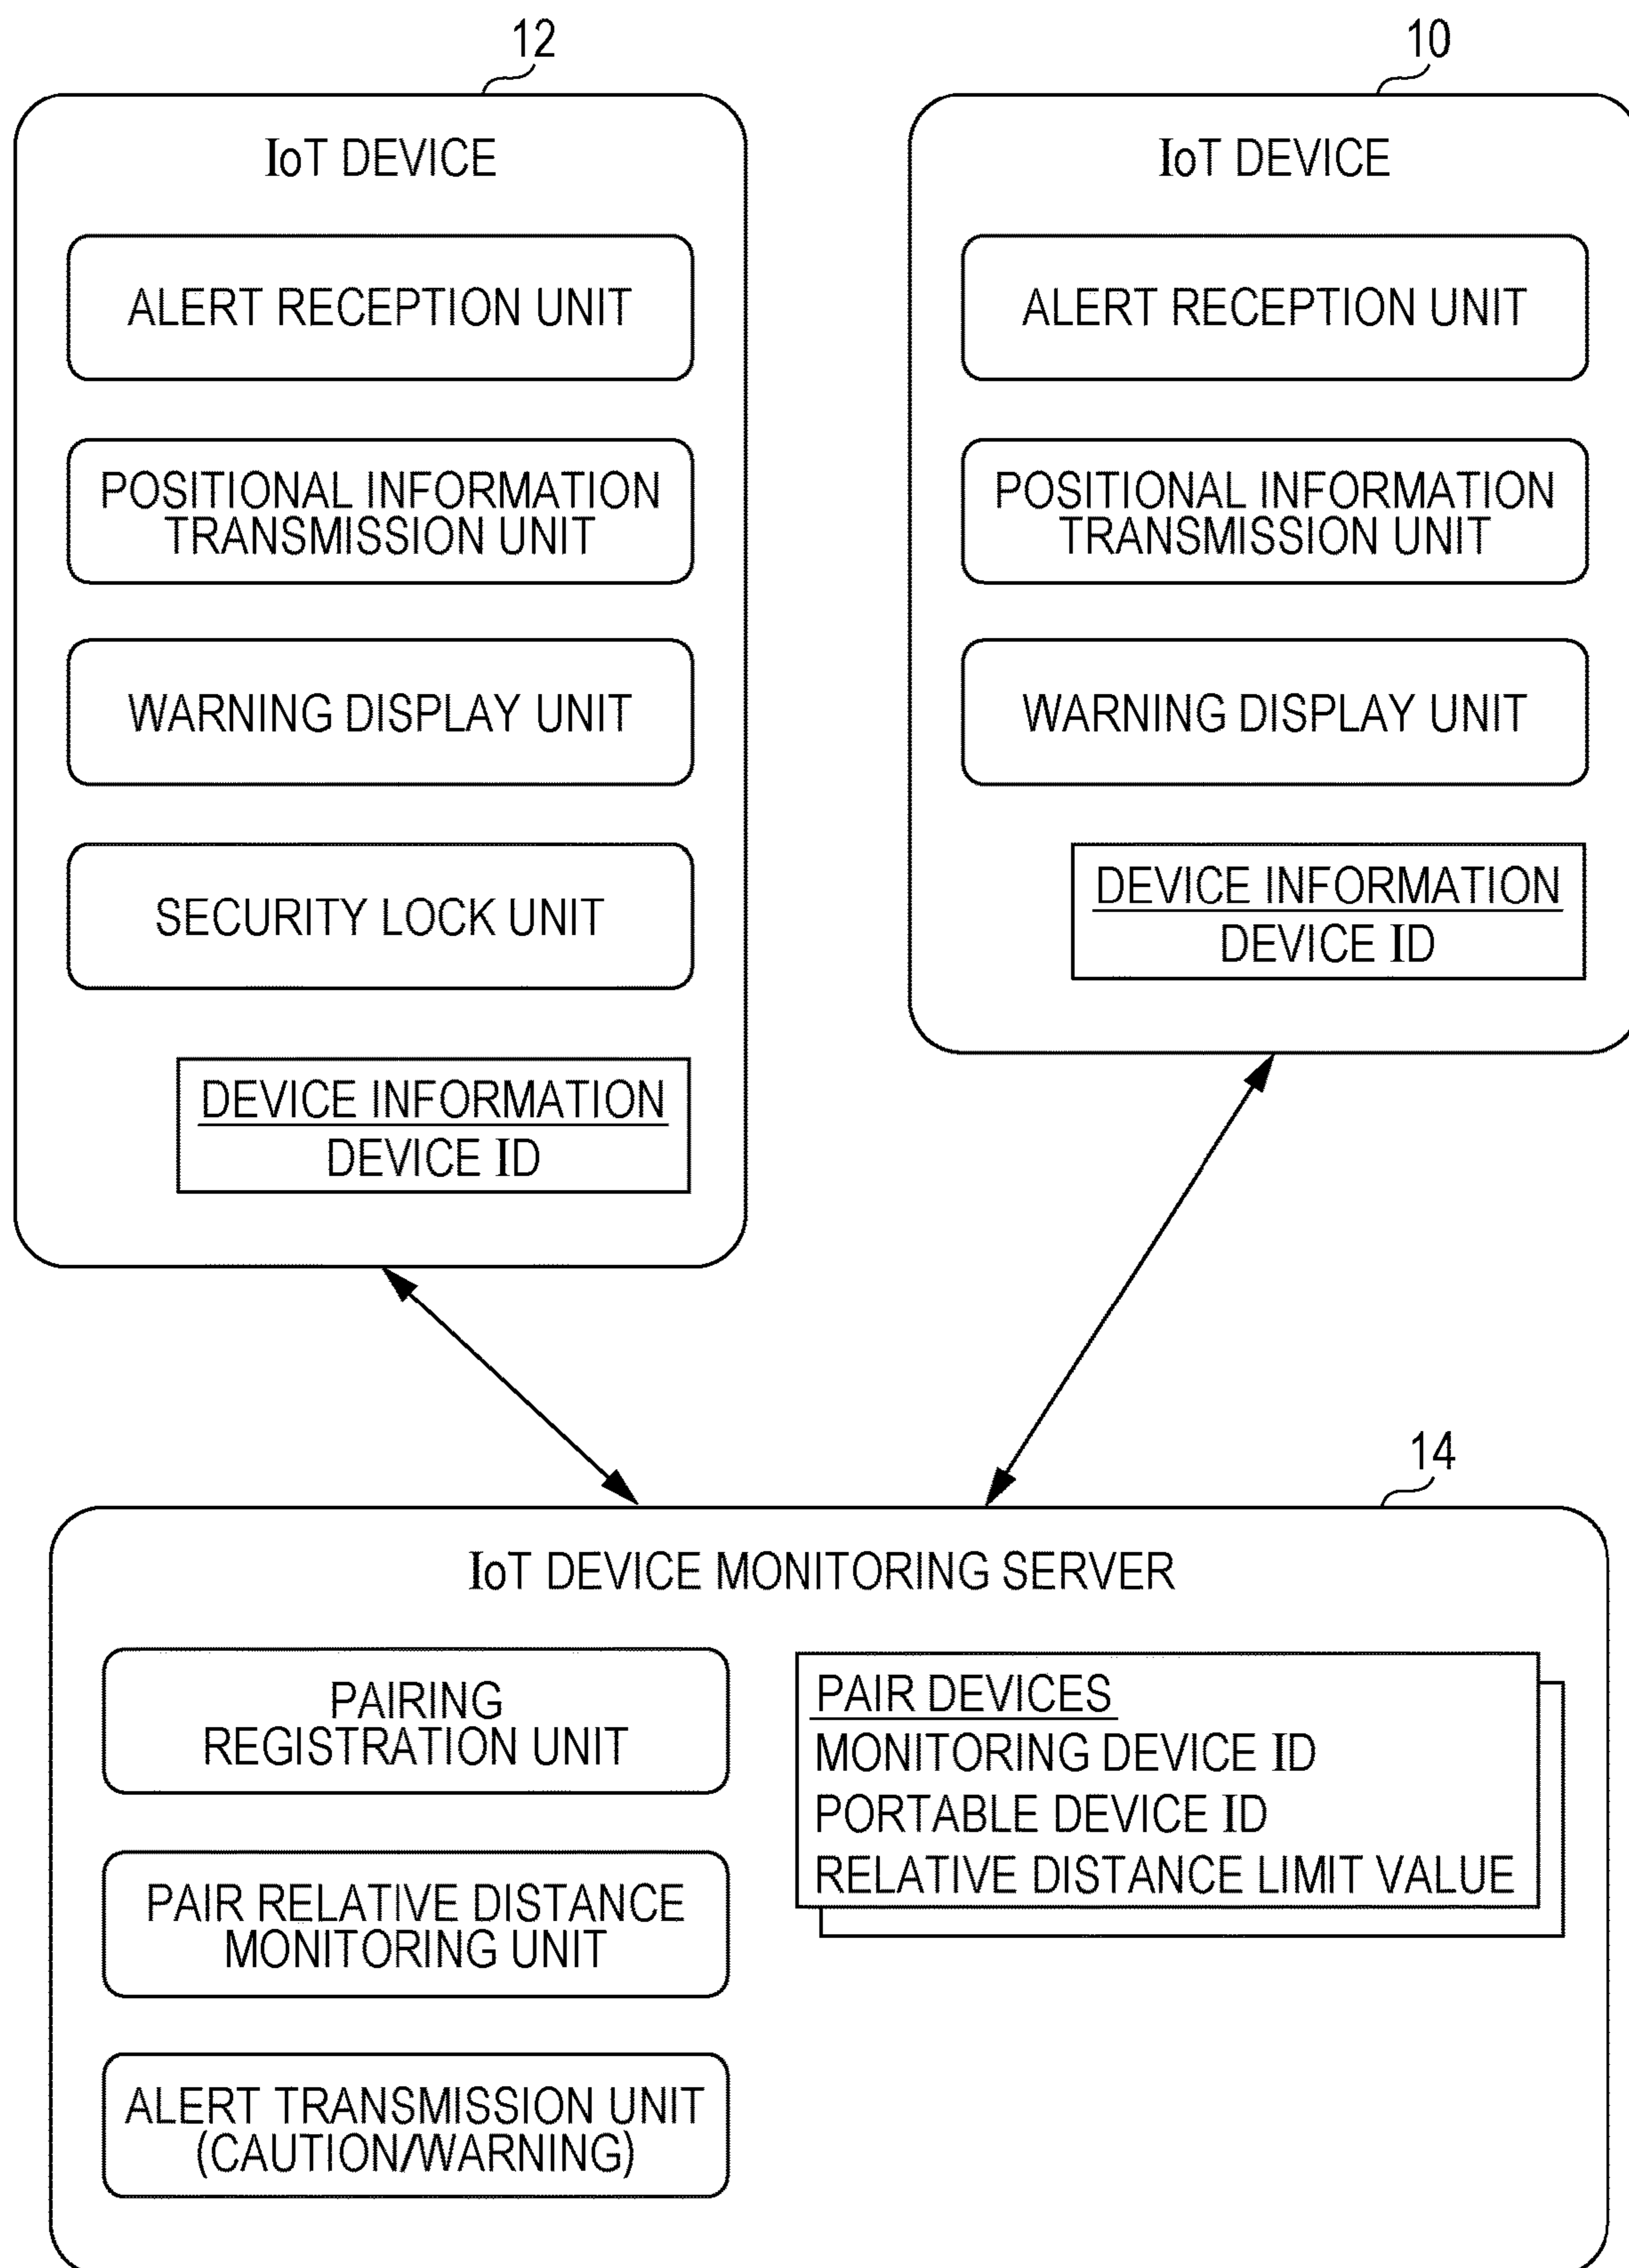 12
IoT DEVICE
ALERT RECEPTION UNIT
POSITIONAL INFORMATION
TRANSMISSION UNIT
WARNING DISPLAY UNIT
SECURITY LOCK UNIT
DEVICE INFORMATION
DEVICE ID
10
IoT DEVICE
ALERT RECEPTION UNIT
POSITIONAL INFORMATION
TRANSMISSION UNIT
WARNING DISPLAY UNIT
DEVICE INFORMATION
DEVICE ID
14
IoT DEVICE MONITORING SERVER
PAIRING
REGISTRATION UNIT
PAIR RELATIVE DISTANCE
MONITORING UNIT
ALERT TRANSMISSION UNIT
(CAUTION/WARNING)
PAIR DEVICES
MONITORING DEVICE ID
PORTABLE DEVICE ID
RELATIVE DISTANCE LIMIT VALUE